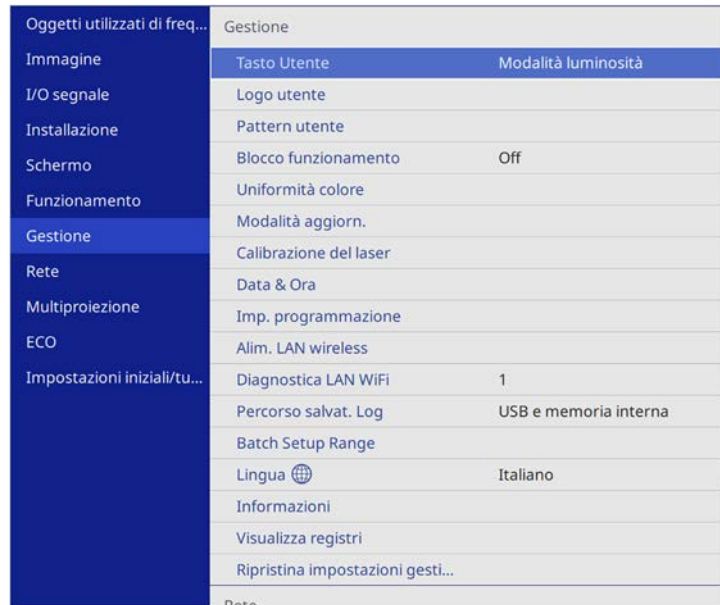 Oggetti utilizzati di freq...
Immagine
I/O segnale
Installazione
Schermo
Funzionamento
Gestione
Rete
Multiproiezione
ECO
Impostazioni iniziali/tu...
Gestione
Tasto Utente Modalità luminosità
Logo utente
Pattern utente
Blocco funzionamento Off
Uniformità colore
Modalità aggiorn.
Calibrazione del laser
Data & Ora
Imp. programmazione
Alim. LAN wireless
Diagnostica LAN WiFi 1
Percorso salvat. Log USB e memoria interna
Batch Setup Range
Lingua Italiano
Informazioni
Visualizza registri
Ripristina impostazioni gesti...
Rete